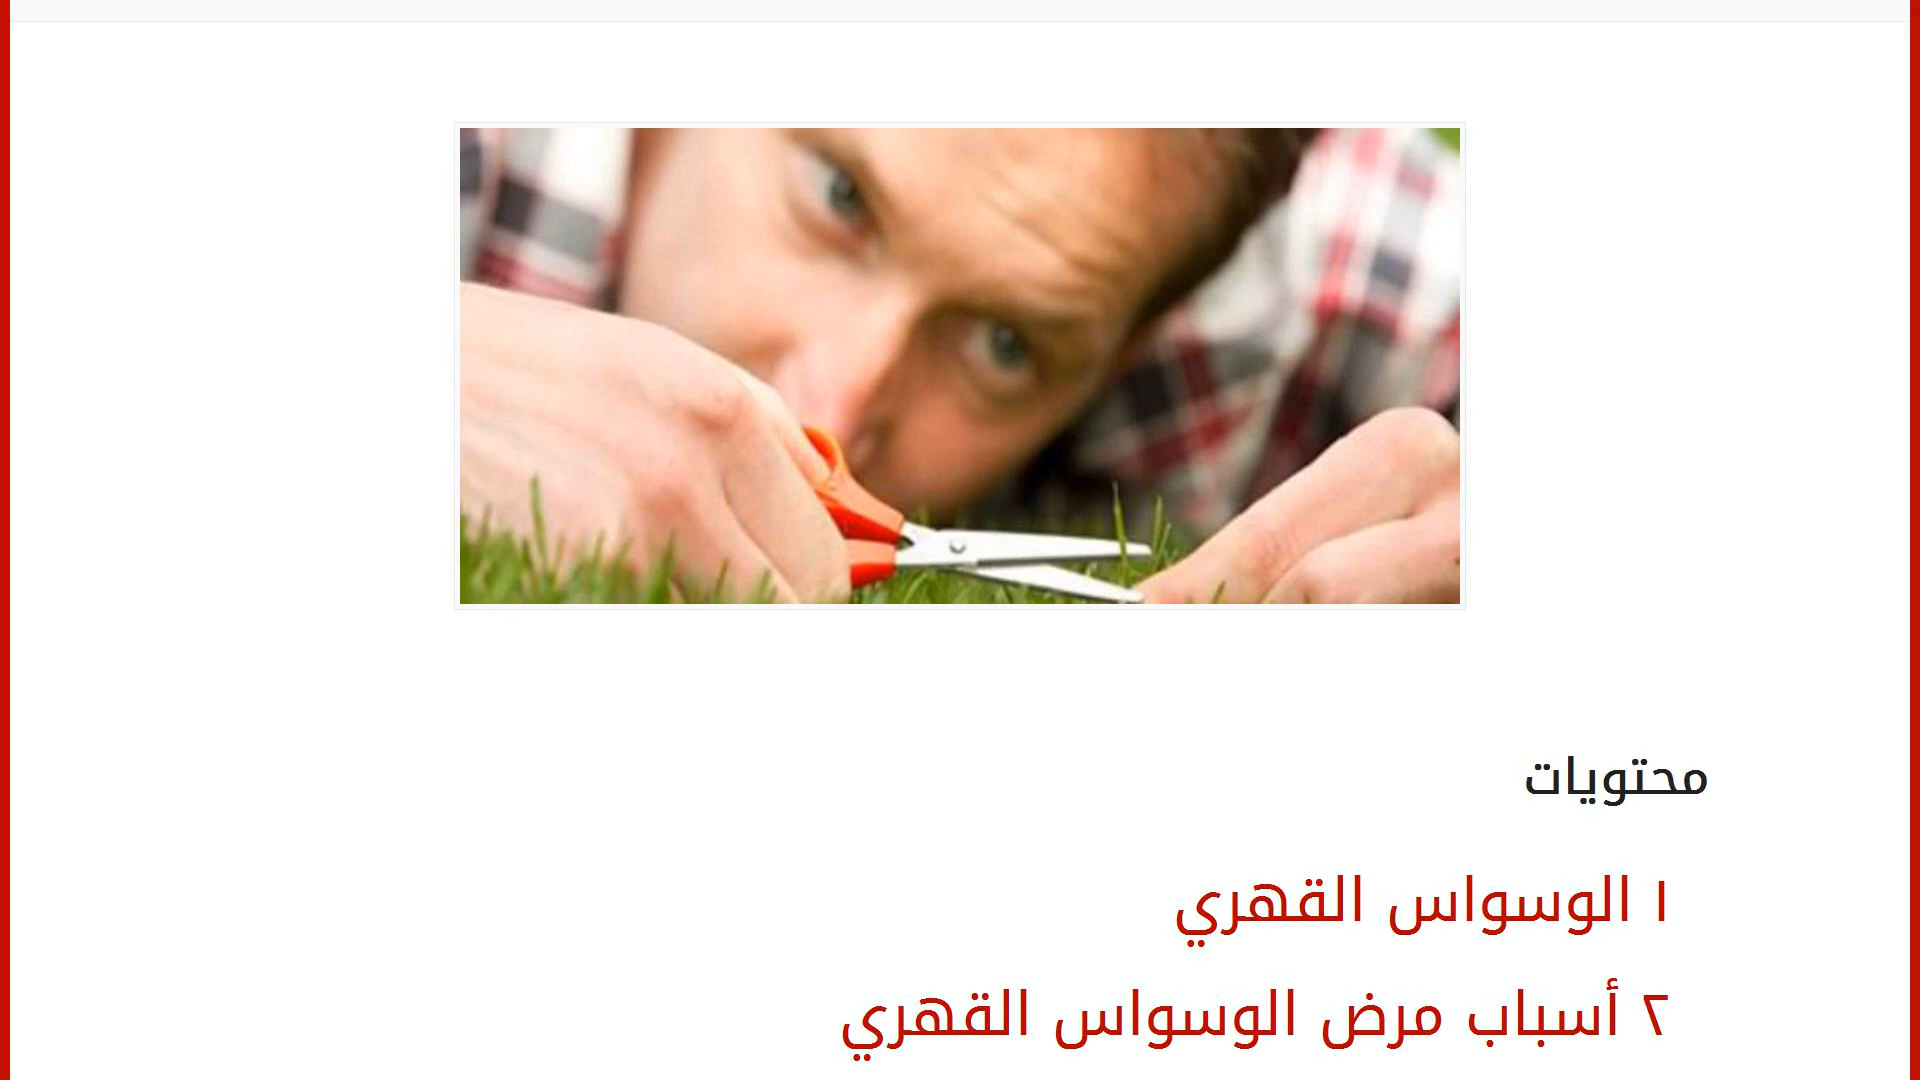 محتويات
١ الوسواس القهري
٢ أسباب مرض الوسواس القهري